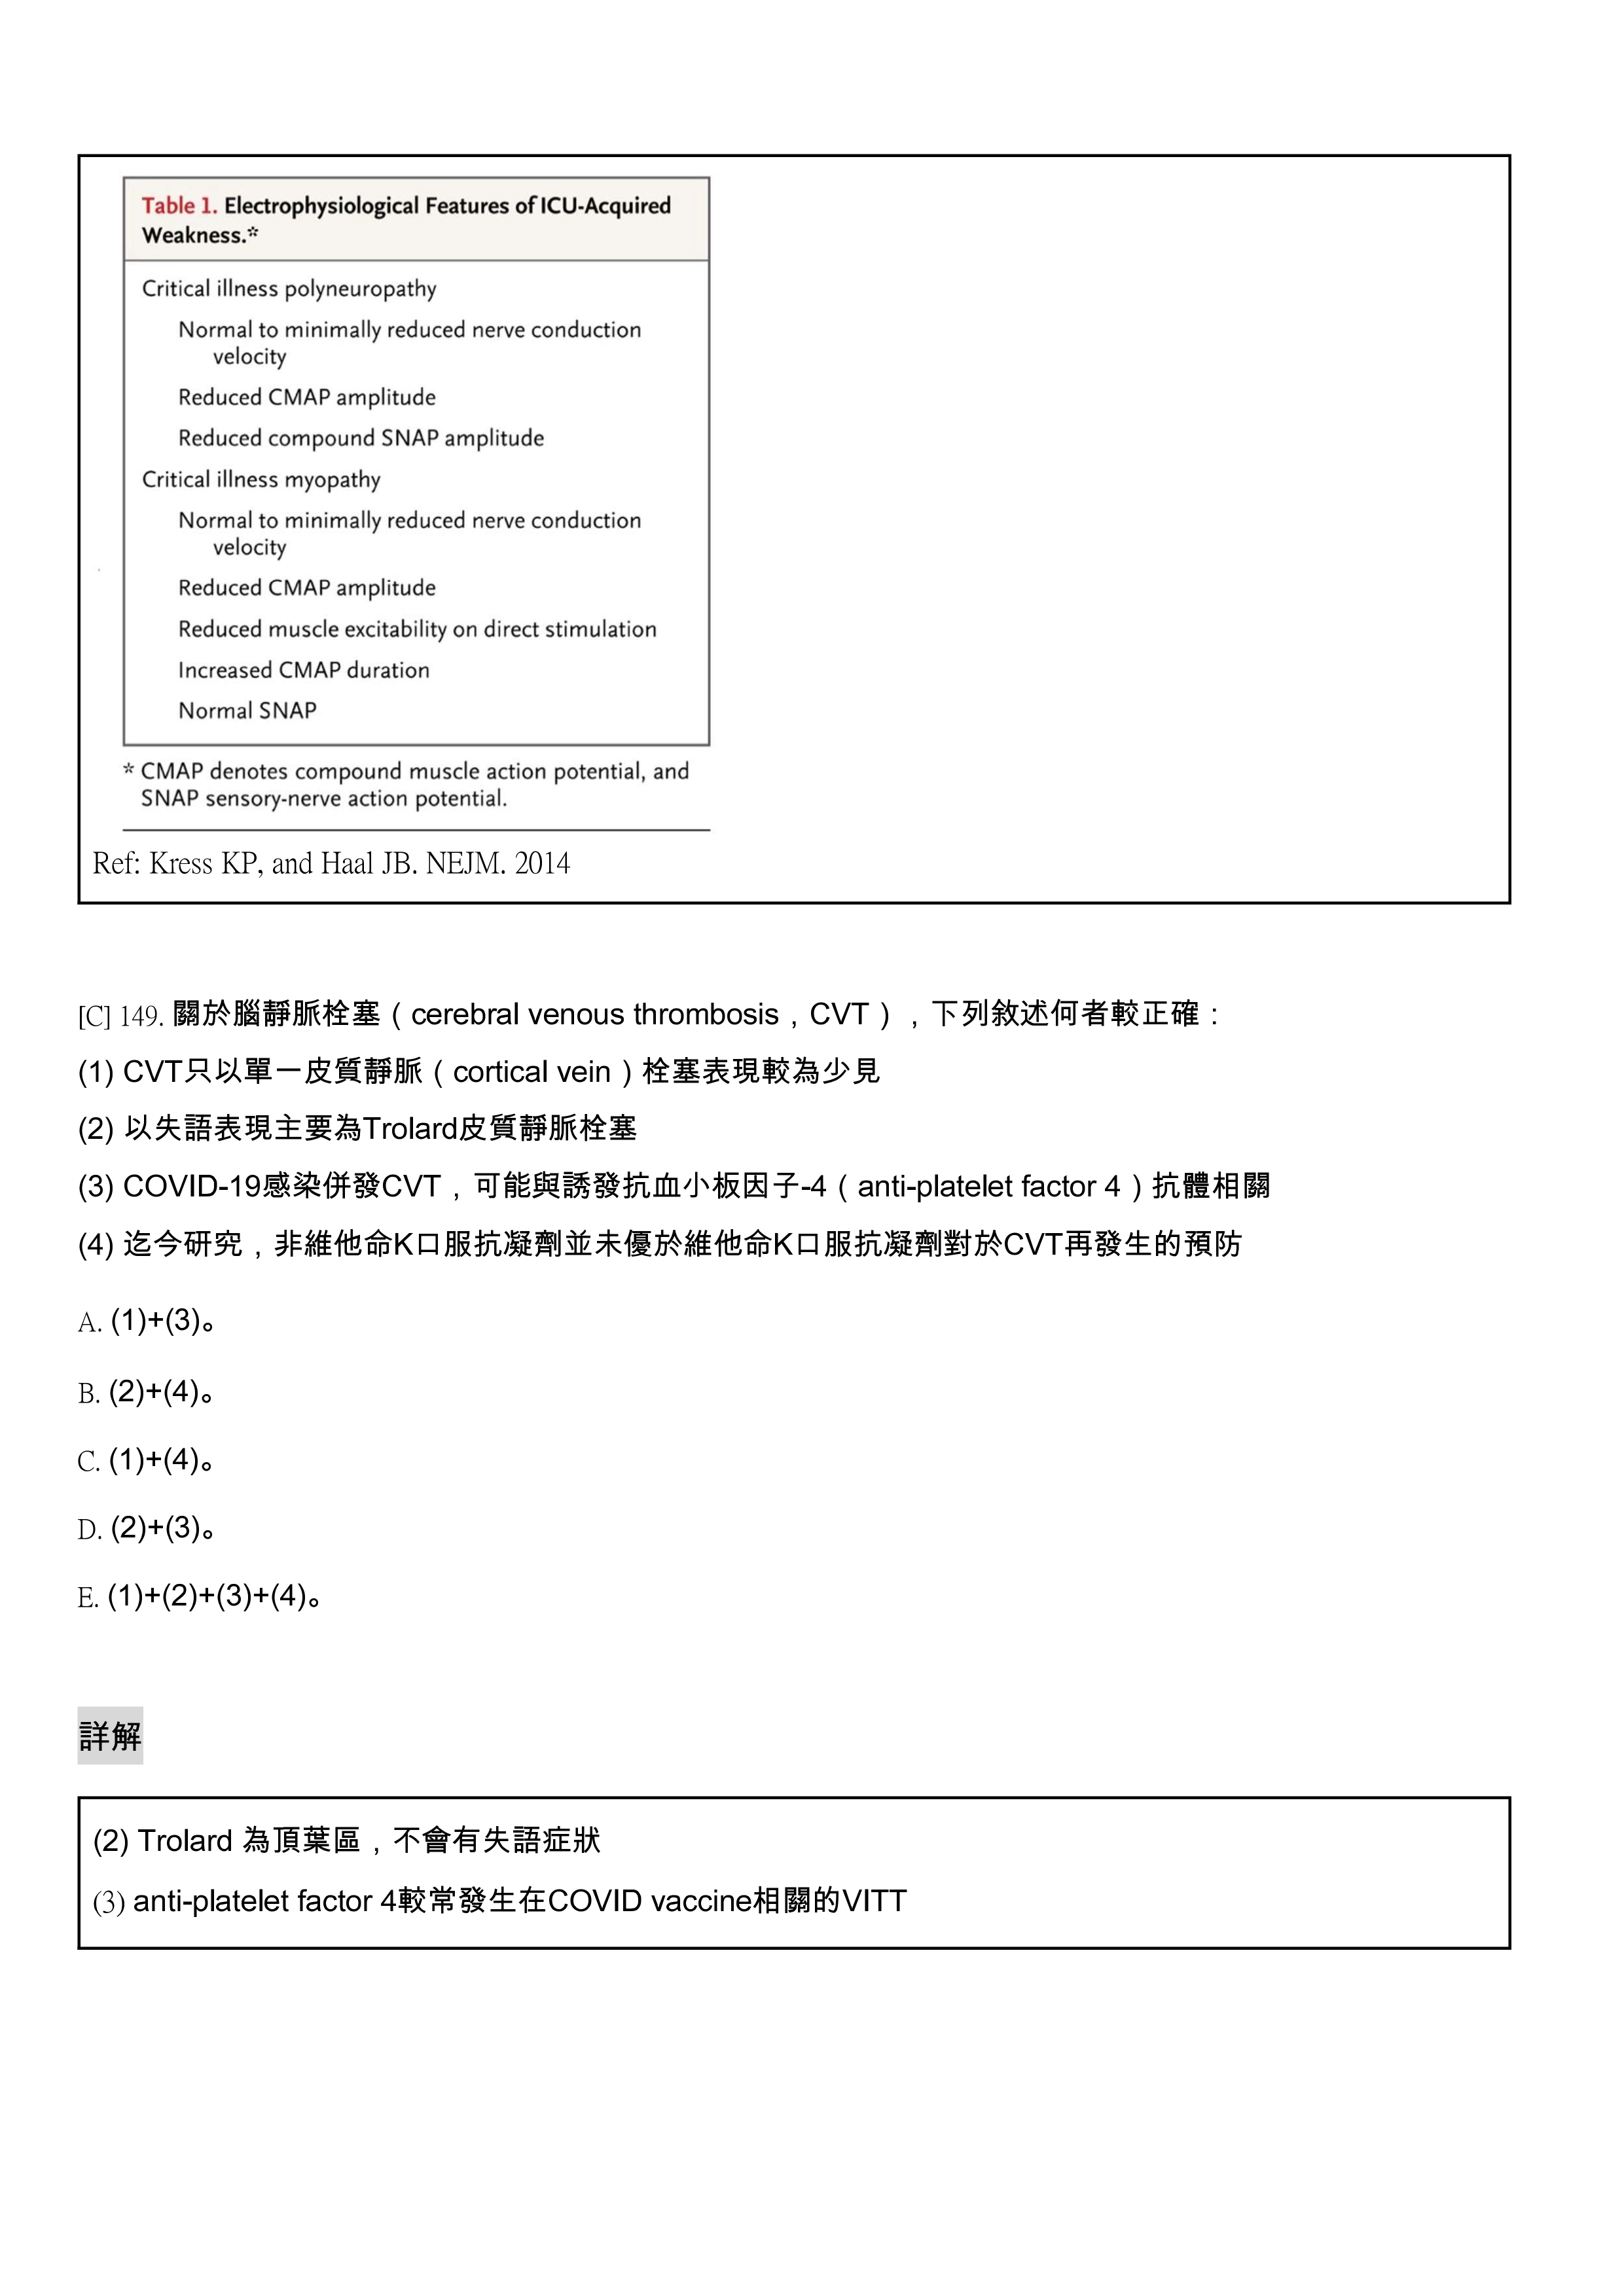 Table 1. Electrophysiological Features of ICU-Acquired
Weakness.*
Critical illness polyneuropathy
Normal to minimally reduced nerve conduction
velocity
Reduced CMAP amplitude
Reduced compound SNAP amplitude
Critical illness myopathy
Normal to minimally reduced nerve conduction
velocity
Reduced CMAP amplitude
Reduced muscle excitability on direct stimulation
Increased CMAP duration
Normal SNAP
* CMAP denotes compound muscle action potential, and
SNAP sensory-nerve action potential.
Ref: Kress KP, and Haal JB. NEJM. 2014
[C] 149. 關於腦靜脈栓塞（cerebral venous thrombosis，CVT），下列敘述何者較正確：
(1) CVT只以單一皮質靜脈（cortical vein）栓塞表現較為少見
(2) 以失語表現主要為Trolard皮質靜脈栓塞
(3) COVID-19感染併發CVT，可能與誘發抗血小板因子-4（anti-platelet factor 4）抗體相關
(4) 迄今研究，非維他命K口服抗凝劑並未優於維他命K口服抗凝劑對於CVT再發生的預防
A. (1)+(3)。
B. (2)+(4)。
C. (1)+(4)。
D. (2)+(3)。
E. (1)+(2)+(3)+(4)。
詳解
(2) Trolard 為頂葉區，不會有失語症狀
(3) anti-platelet factor 4較常發生在COVID vaccine相關的VITT